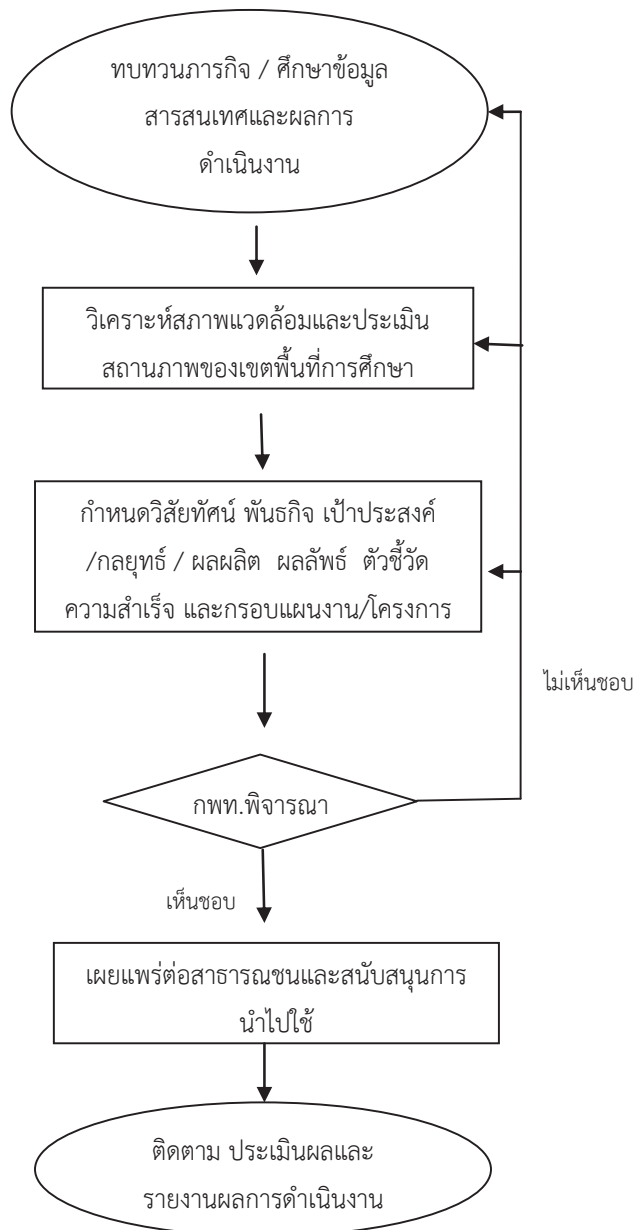 ทบทวนภารกิจ / ศึกษาข้อมูล
สารสนเทศและผลการ
ดำเนินงาน
วิเคราะห์สภาพแวดล้อมและประเมิน
สถานภาพของเขตพื้นที่การศึกษา
กำหนดวิสัยทัศน์ พันธกิจ เป้าประสงค์
/กลยุทธ์ / ผลผลิต ผลลัพธ์ ตัวชี้วัด
ความสำเร็จ และกรอบแผนงาน/โครงการ
ไม่เห็นชอบ
กพท.พิจารณา
เห็นชอบ
เผยแพร่ต่อสาธารณชนและสนับสนุนการ
นำไปใช้
ติดตาม ประเมินผลและ
รายงานผลการดำเนินงาน